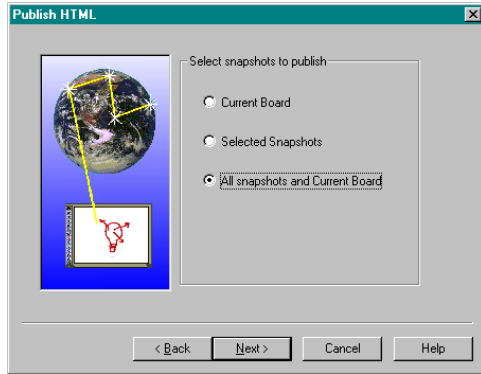 Publish HTML
Select snapshots to publish
Current Board
Selected Snapshots
All snapshots and Current Board
< Back
Next >
Cancel
Help